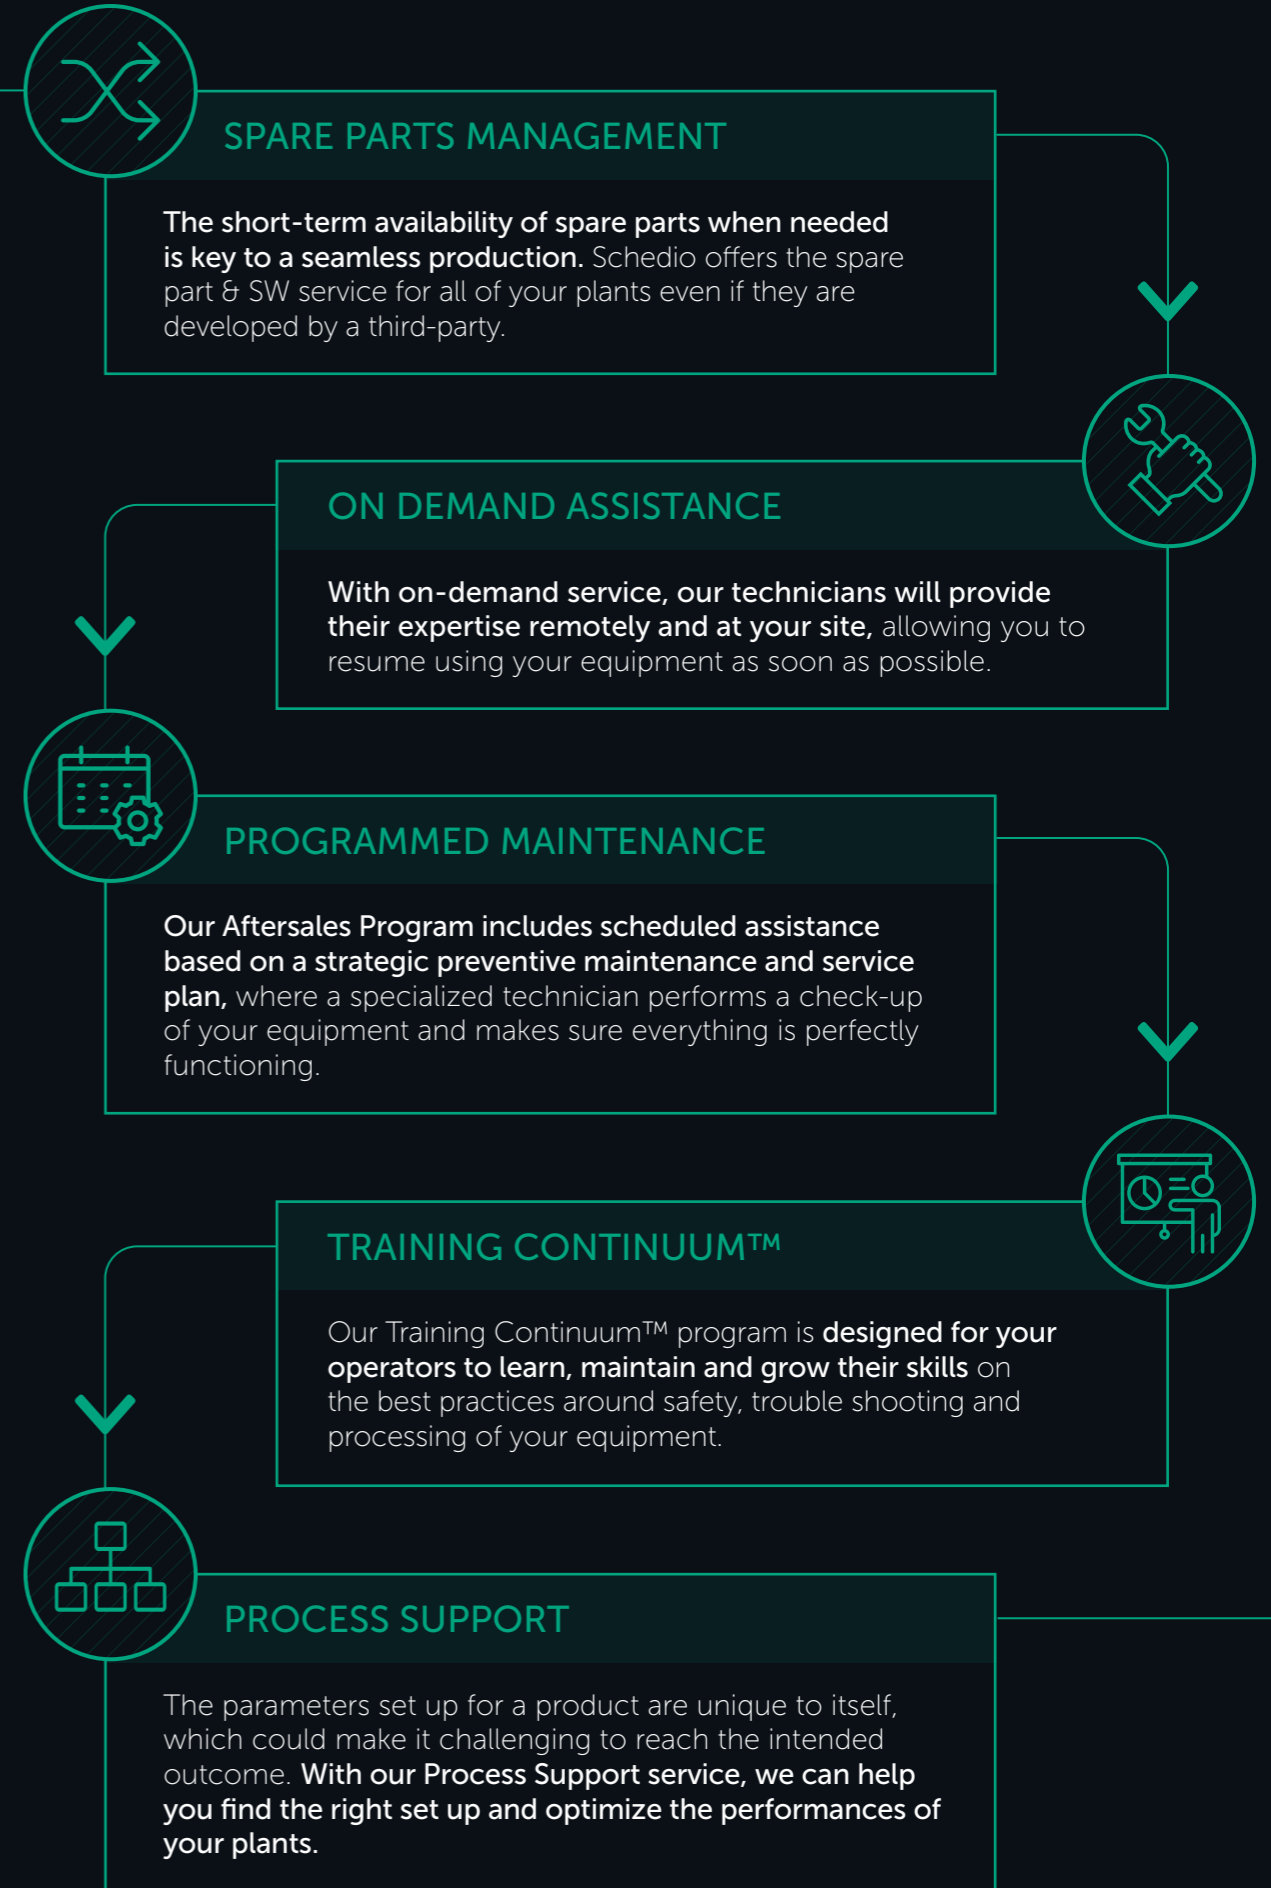 SPARE PARTS MANAGEMENT
The short-term availability of spare parts when needed
is key to a seamless production. Schedio offers the spare
part & SW service for all of your plants even if they are
developed by a third-party.
ON DEMAND ASSISTANCE
With on-demand service, our technicians will provide
their expertise remotely and at your site, allowing you to
resume using your equipment as soon as possible.
PROGRAMMED MAINTENANCE
Our Aftersales Program includes scheduled assistance
based on a strategic preventive maintenance and service
plan, where a specialized technician performs a check-up
of your equipment and makes sure everything is perfectly
functioning.
TRAINING CONTINUUM™
Our Training Continuum™ program is designed for your
operators to learn, maintain and grow their skills on
the best practices around safety, trouble shooting and
processing of your equipment.
PROCESS SUPPORT
The parameters set up for a product are unique to itself,
which could make it challenging to reach the intended
outcome. With our Process Support service, we can help
you find the right set up and optimize the performances of
your plants.